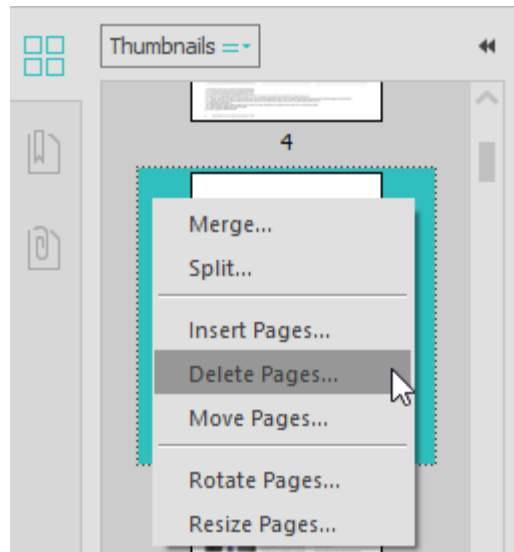 Thumbnails
4
Merge...
Split...
Insert Pages...
Delete Pages...
Move Pages...
Rotate Pages...
Resize Pages...